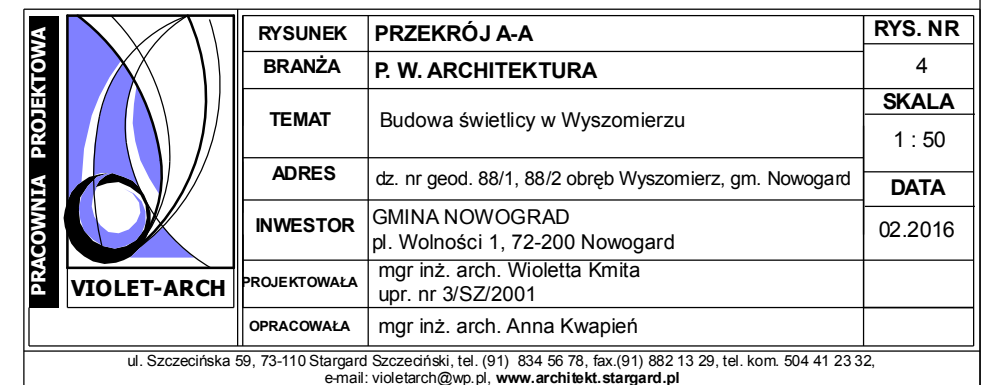 PRACOWNIA PROJEKTOWA
VIOLET-ARCH
RYSUNEK PRZEKRÓJ A-A RYS. NR
BRANŻA P. W. ARCHITEKTURA 4
TEMAT Budowa świetlicy w Wyszomierzu SKALA
1 : 50
ADRES dz. nr geod. 88/1, 88/2 obręb Wyszomierz, gm. Nowogard DATA
INWESTOR GMINA NOWOGRAD 02.2016
pl. Wolności 1, 72-200 Nowogard
PROJEKTOWAŁA mgr inż. arch. Wioletta Kmita
upr. nr 3/SZ/2001
OPRACOWAŁA mgr inż. arch. Anna Kwapień
ul. Szczecińska 59, 73-110 Stargard Szczeciński, tel. (91) 834 56 78, fax.(91) 882 13 29, tel. kom. 504 41 23 32,
e-mail: violetarch@wp.pl, www.architekt.stargard.pl